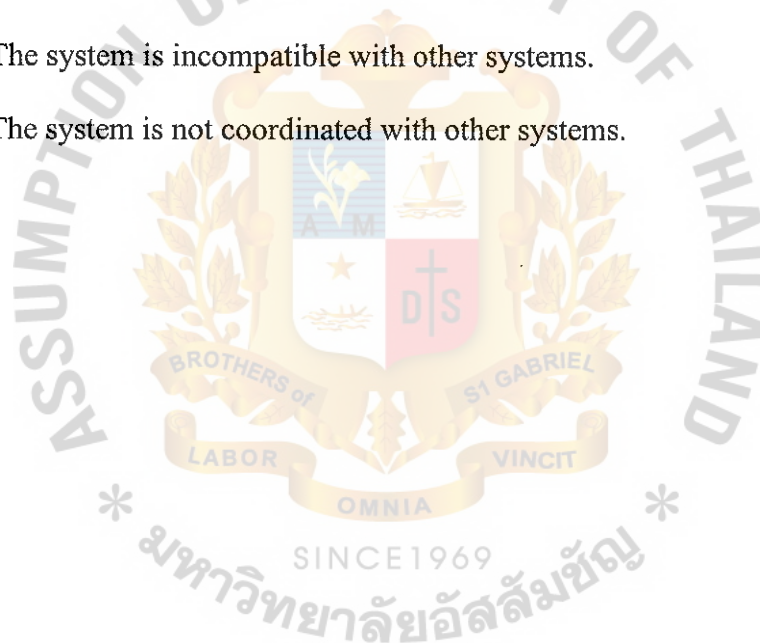 The system is incompatible with other systems.
The system is not coordinated with other systems.
ASSUMPTION
OF
THAILAND
A M
D S
BROTHERS of
S1 GABRIEL
LABOR
VINCIT
OMNIA
* *
SINCE1969
มหาวิทยาลัยอัสสัมชัญ